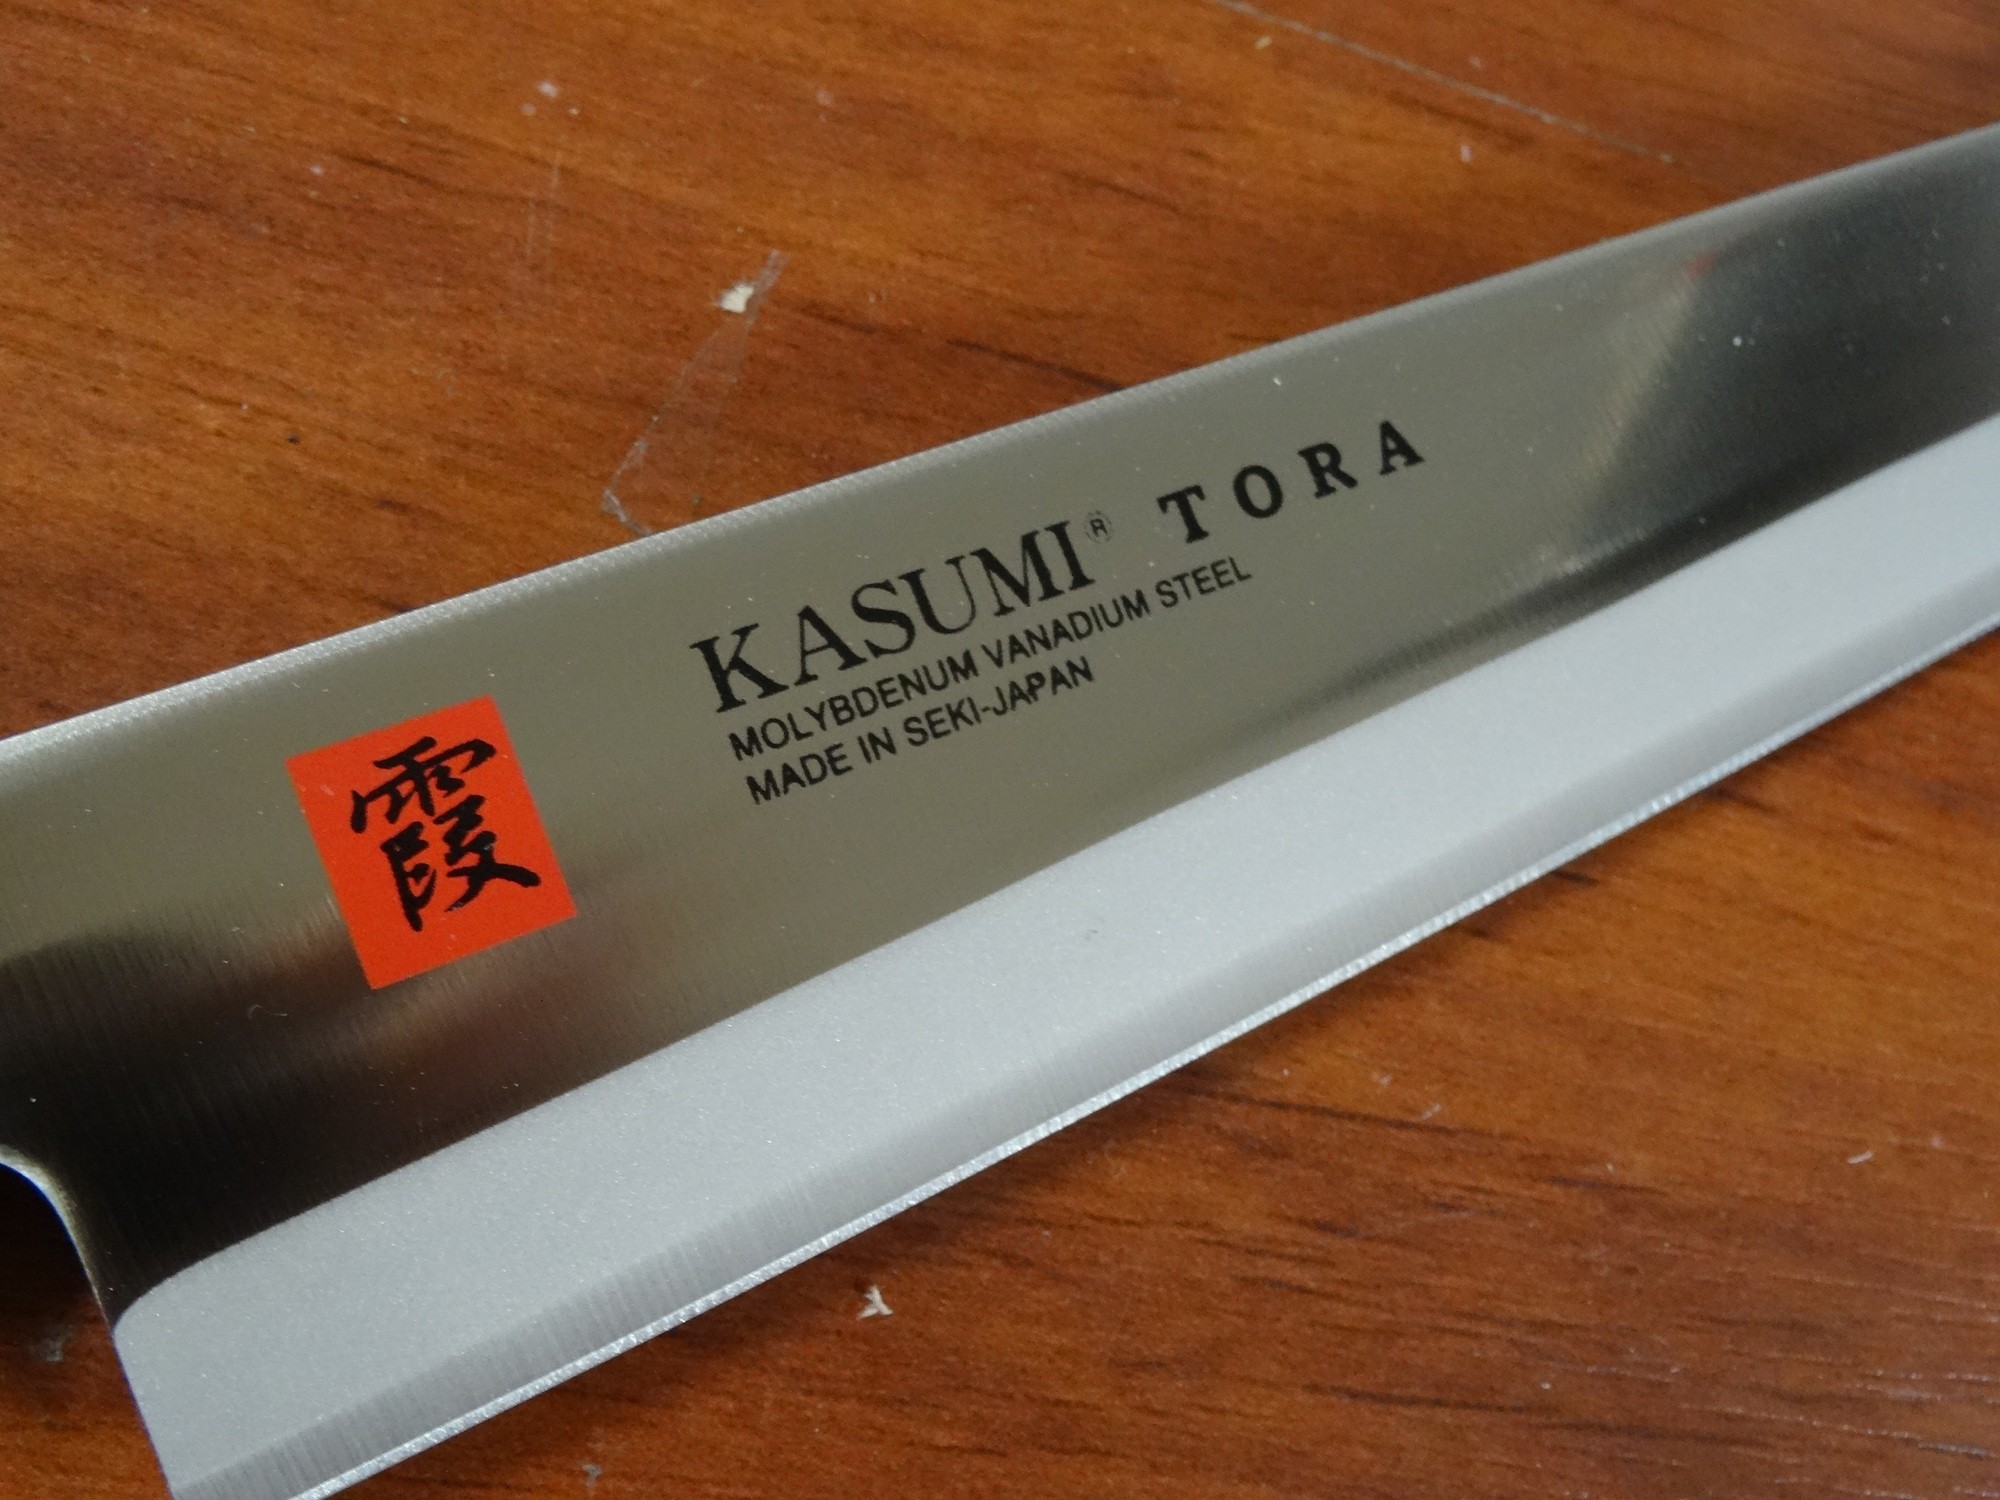 霞
KASUMI® TORA
MOLYBDENUM VANADIUM STEEL
MADE IN SEKI-JAPAN